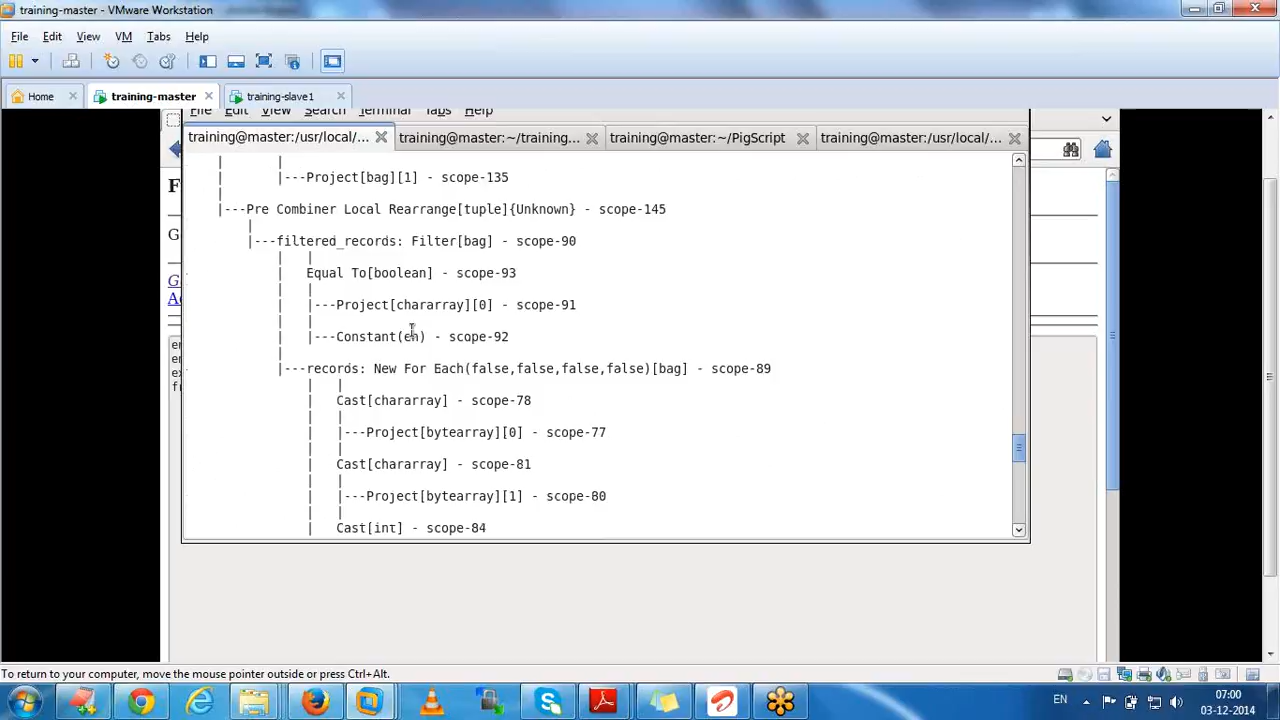 training-master - VMware Workstation
File Edit View VM Tabs Help
Home training-master training-slave1
File Edit View Search Terminal Tabs Help
training@master:/usr/local/... training@master:~/training... training@master:~/PigScript training@master:/usr/local/...
| |
| |---Project[bag][1] - scope-135
|
|---Pre Combiner Local Rearrange[tuple]{Unknown} - scope-145
|
|---filtered_records: Filter[bag] - scope-90
| |
| Equal To[boolean] - scope-93
| |
| |---Project[chararray][0] - scope-91
| |
| |---Constant(en) - scope-92
|
|---records: New For Each(false,false,false,false)[bag] - scope-89
| |
| Cast[chararray] - scope-78
| |
| |---Project[bytearray][0] - scope-77
| |
| Cast[chararray] - scope-81
| |
| |---Project[bytearray][1] - scope-80
| |
| Cast[int] - scope-84
To return to your computer, move the mouse pointer outside or press Ctrl+Alt.
EN
07:00
03-12-2014